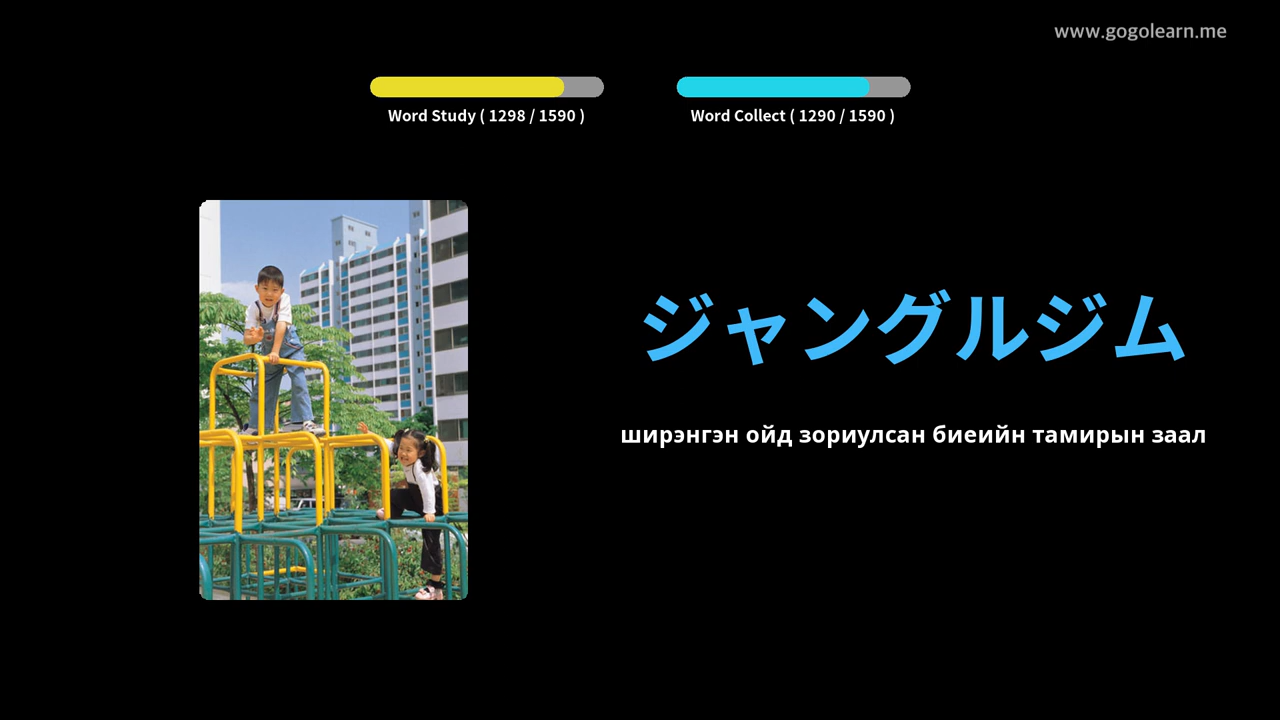 www.gogolearn.me
Word Study ( 1298 / 1590 )
Word Collect ( 1290 / 1590 )
ジャングルジム
ширэнгэн ойд зориулсан биеийн тамирын заал